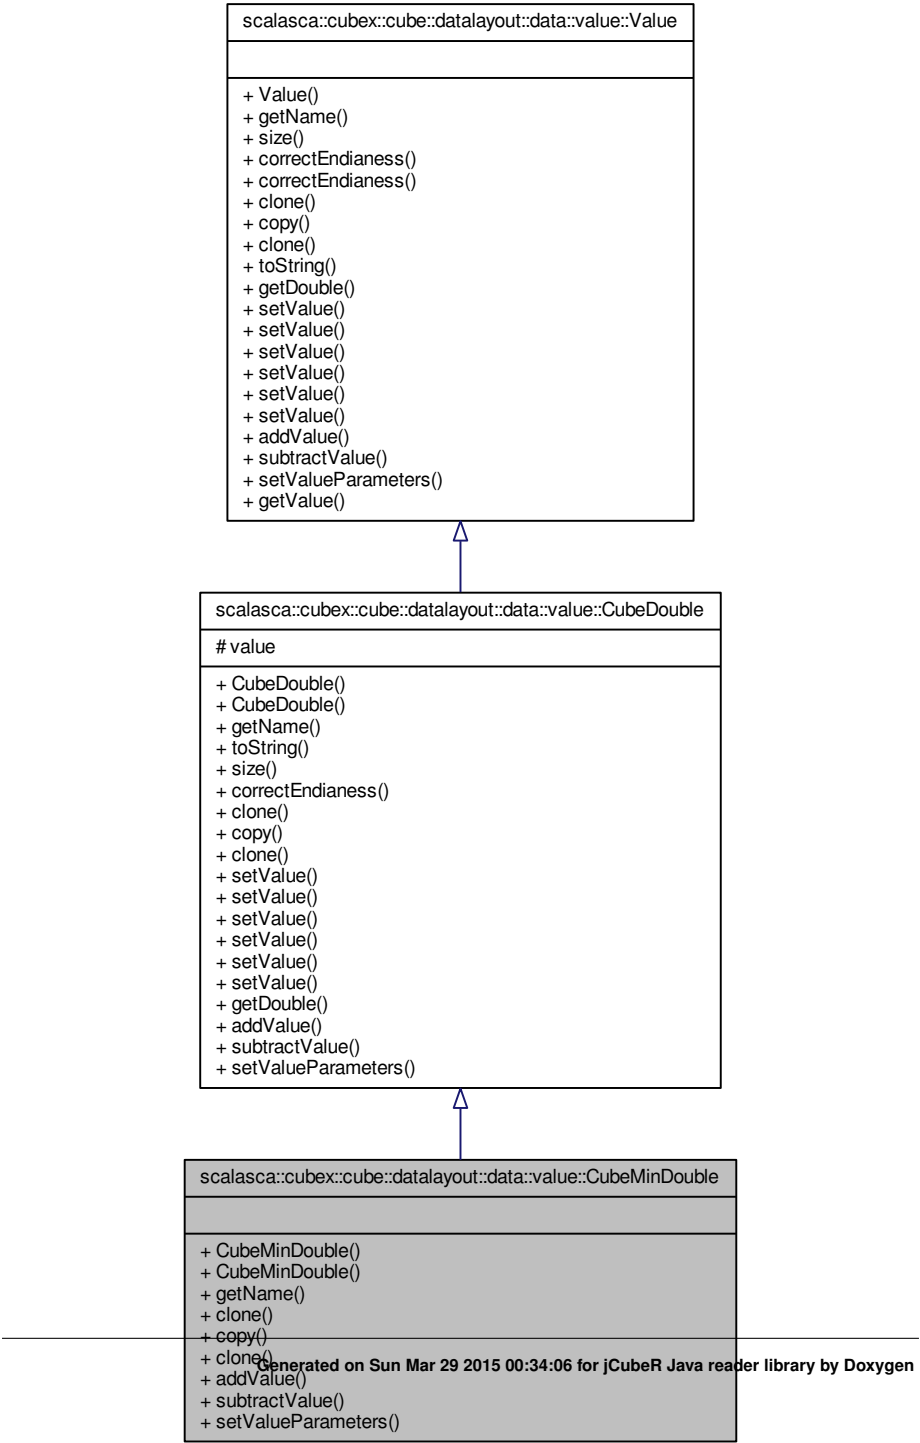 scalasca::cubex::cube::datalayout::data::value::Value
+ Value()
+ getName()
+ size()
+ correctEndianess()
+ correctEndianess()
+ clone()
+ copy()
+ clone()
+ toString()
+ getDouble()
+ setValue()
+ setValue()
+ setValue()
+ setValue()
+ setValue()
+ setValue()
+ addValue()
+ subtractValue()
+ setValueParameters()
+ getValue()
scalasca::cubex::cube::datalayout::data::value::CubeDouble
# value
+ CubeDouble()
+ CubeDouble()
+ getName()
+ toString()
+ size()
+ correctEndianess()
+ clone()
+ copy()
+ clone()
+ setValue()
+ setValue()
+ setValue()
+ setValue()
+ setValue()
+ setValue()
+ getDouble()
+ addValue()
+ subtractValue()
+ setValueParameters()
scalasca::cubex::cube::datalayout::data::value::CubeMinDouble
+ CubeMinDouble()
+ CubeMinDouble()
+ getName()
+ clone()
+ copy()
+ clone()
Generated on Sun Mar 29 2015 00:34:06 for jCubeR Java reader library by Doxygen
+ addValue()
+ subtractValue()
+ setValueParameters()